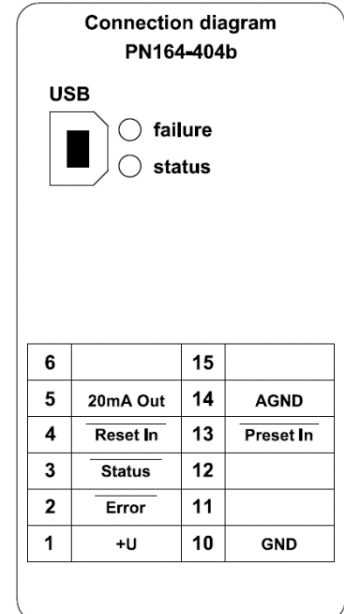 Connection diagram
PN164-404b
USB
failure
status
6 15
5 20mA Out 14 AGND
4 Reset In 13 Preset In
3 Status 12
2 Error 11
1 +U 10 GND